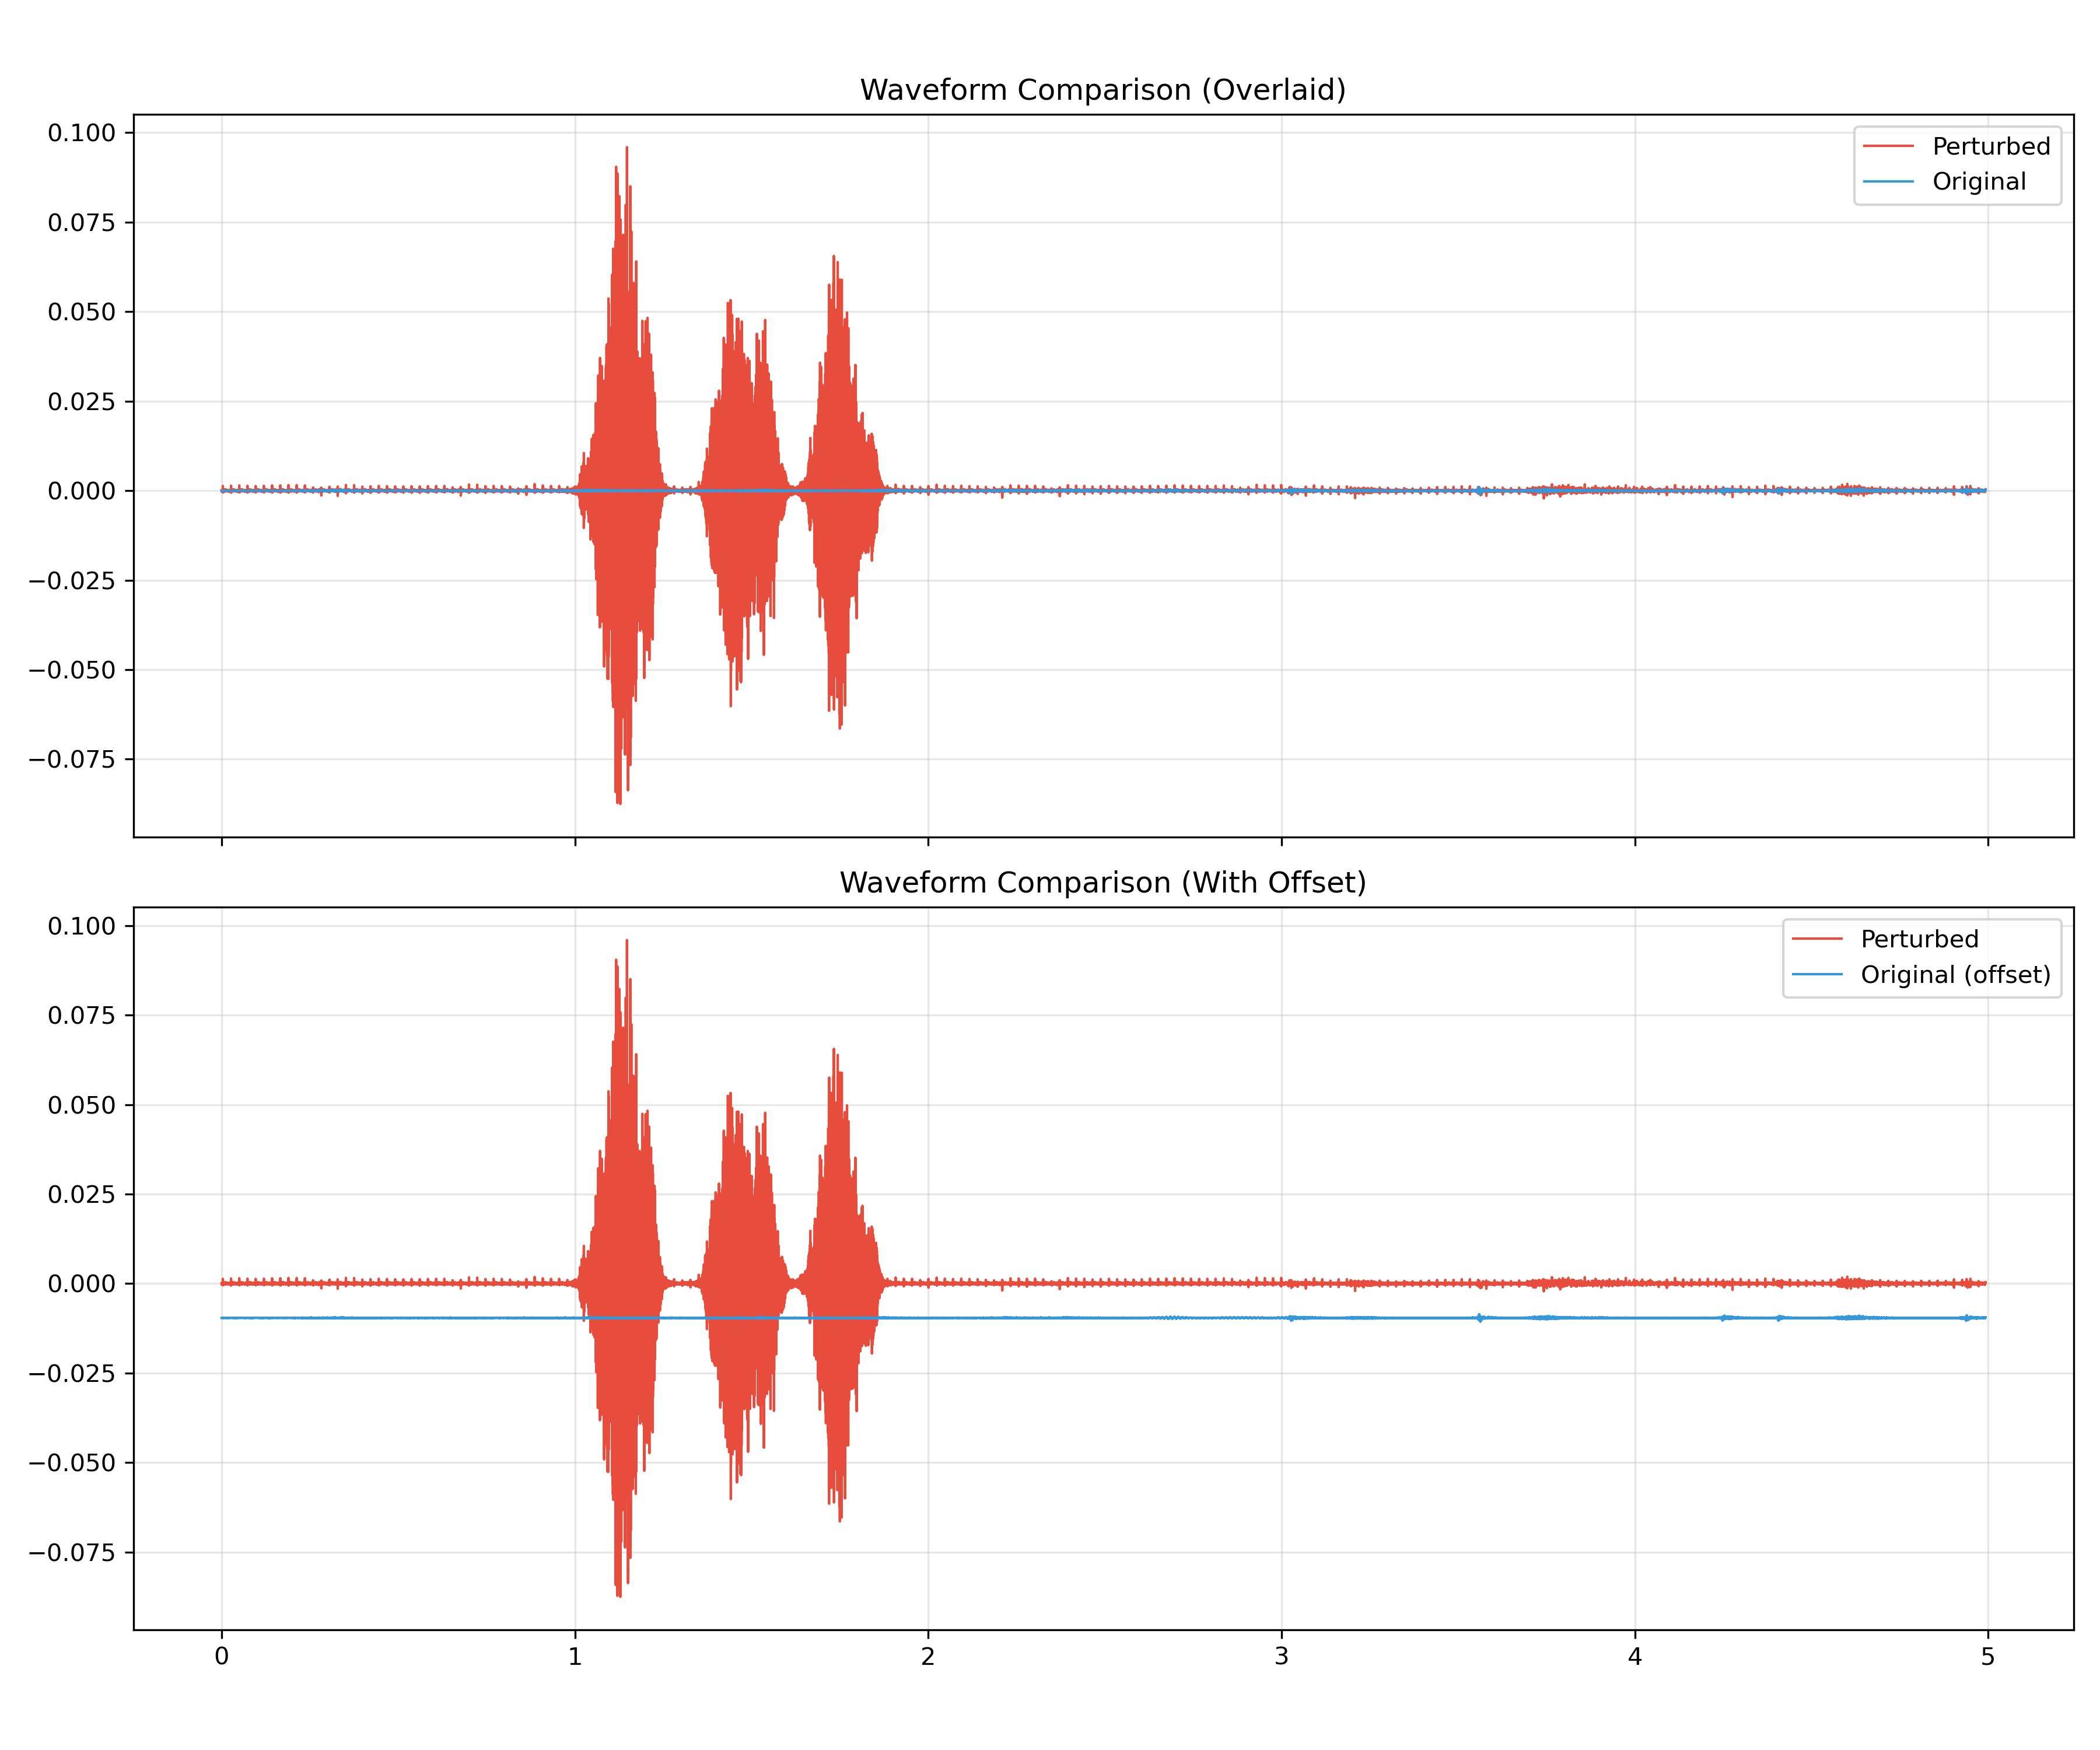 Waveform Comparison (Overlaid)
0.100
0.075
0.050
0.025
0.000
−0.025
−0.050
−0.075
Perturbed
Original
Waveform Comparison (With Offset)
0.100
0.075
0.050
0.025
0.000
−0.025
−0.050
−0.075
Perturbed
Original (offset)
0 1 2 3 4 5